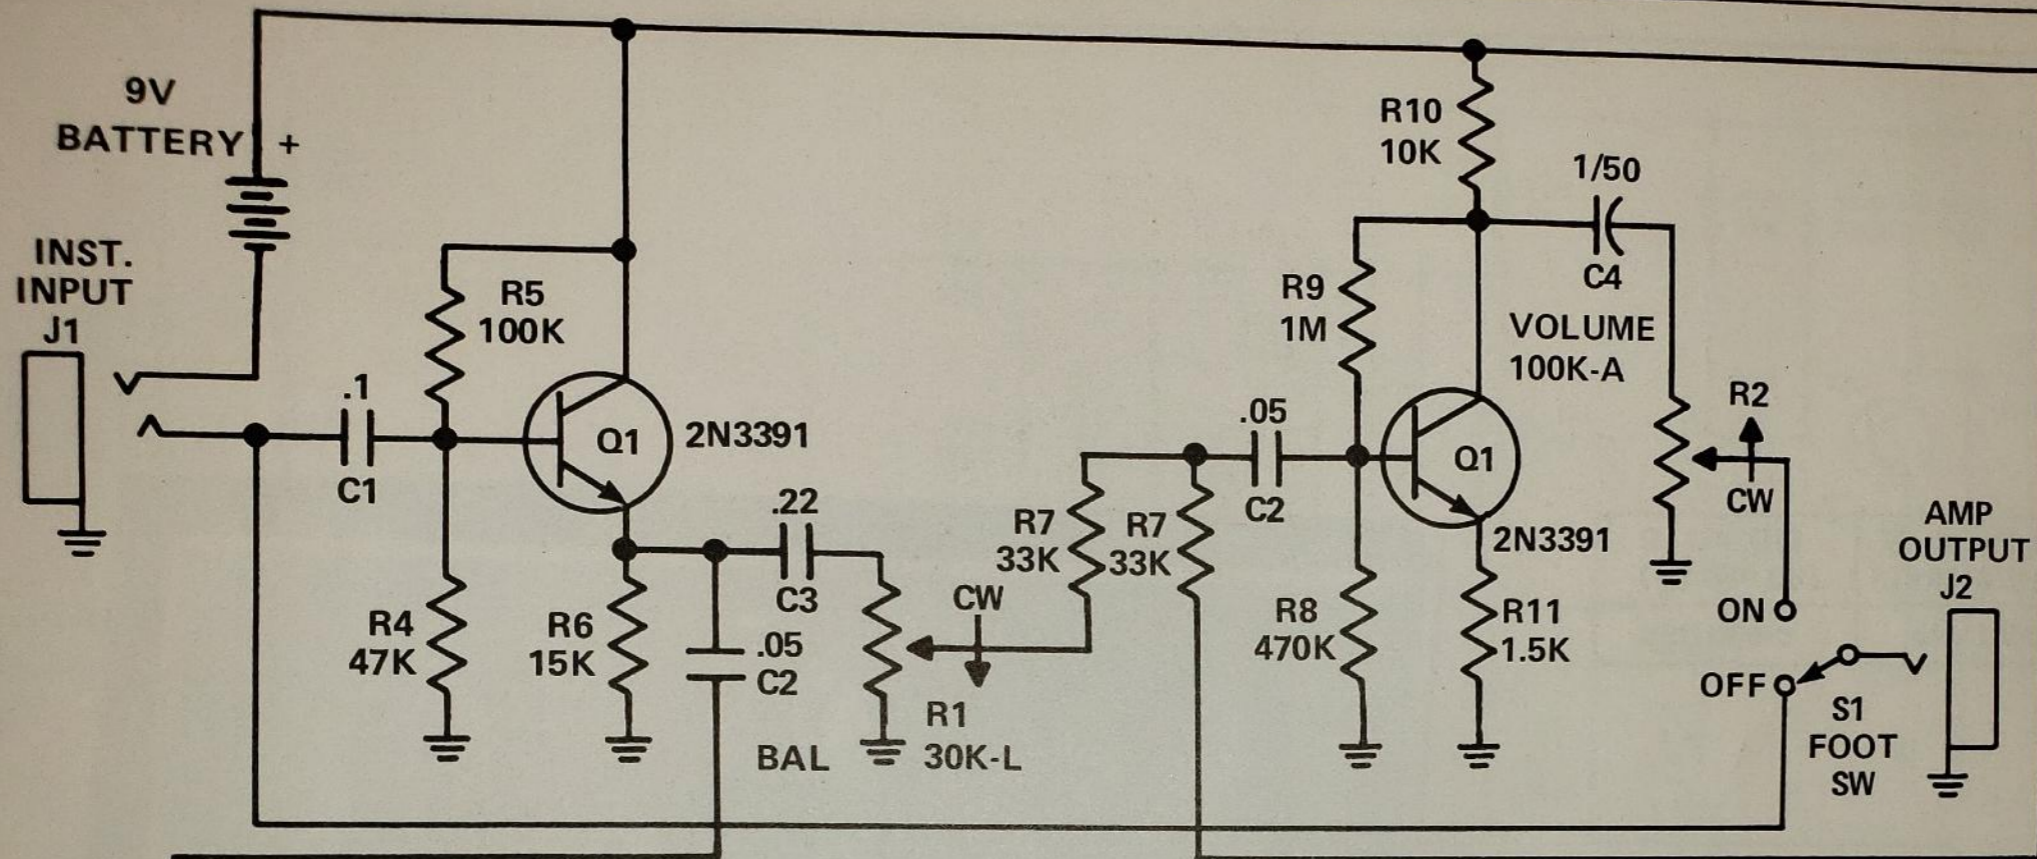 9V
BATTERY +
INST.
INPUT
J1
R5
100K
.1
C1
Q1
2N3391
R4
47K
R6
15K
.22
C3
.05
C2
BAL
CW
R1
30K-L
R7
33K
R7
33K
.05
C2
R10
10K
1/50
C4
R9
1M
VOLUME
100K-A
Q1
2N3391
R8
470K
R11
1.5K
R2
CW
ON
OFF
S1
FOOT
SW
AMP
OUTPUT
J2